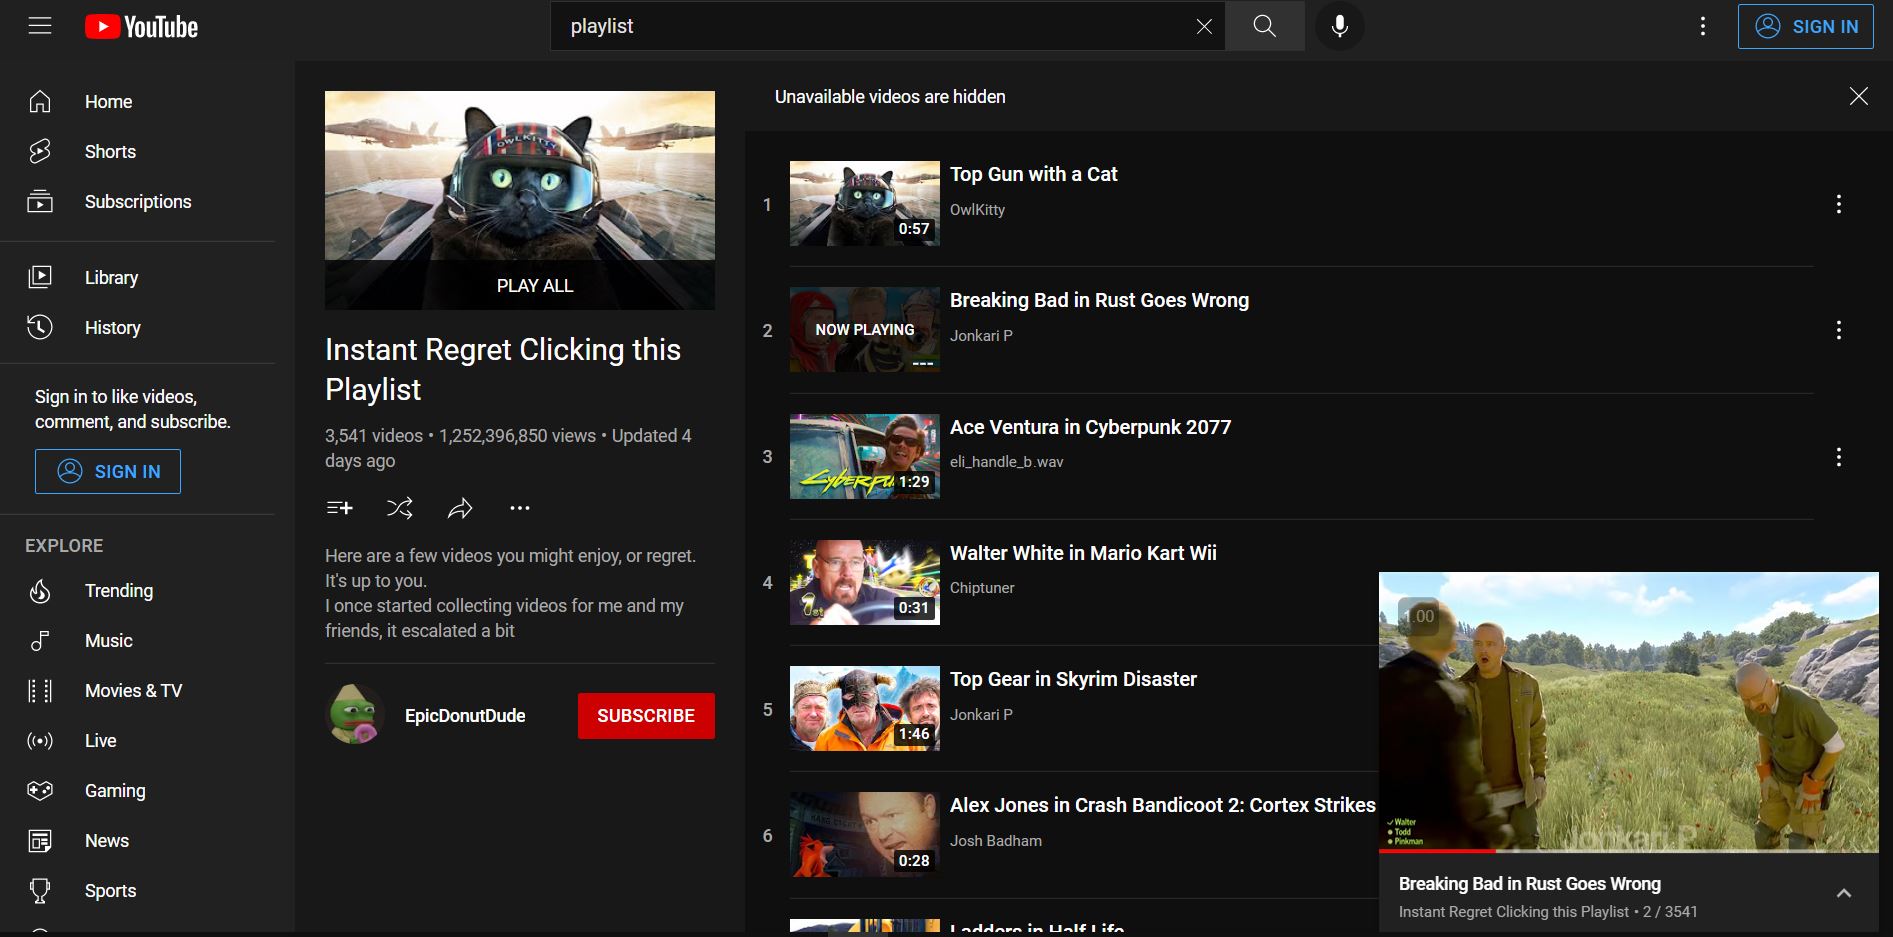 YouTube
playlist
SIGN IN
Home
Shorts
Subscriptions
Library
History
Sign in to like videos,
comment, and subscribe.
SIGN IN
EXPLORE
Trending
Music
Movies & TV
Live
Gaming
News
Sports
OWLKITTY
PLAY ALL
Instant Regret Clicking this
Playlist
3,541 videos • 1,252,396,850 views • Updated 4
days ago
Here are a few videos you might enjoy, or regret.
It's up to you.
I once started collecting videos for me and my
friends, it escalated a bit
EpicDonutDude
SUBSCRIBE
Unavailable videos are hidden
1
0:57
Top Gun with a Cat
OwlKitty
2
NOW PLAYING
Breaking Bad in Rust Goes Wrong
Jonkari P
3
1:29
Ace Ventura in Cyberpunk 2077
eli_handle_b.wav
4
7st
0:31
Walter White in Mario Kart Wii
Chiptuner
5
1:46
Top Gear in Skyrim Disaster
Jonkari P
6
0:28
Alex Jones in Crash Bandicoot 2: Cortex Strikes
Josh Badham
Ladders in Half Life
1.00
Walter
Todd
Pinkman
Jonkari P
Breaking Bad in Rust Goes Wrong
Instant Regret Clicking this Playlist • 2 / 3541